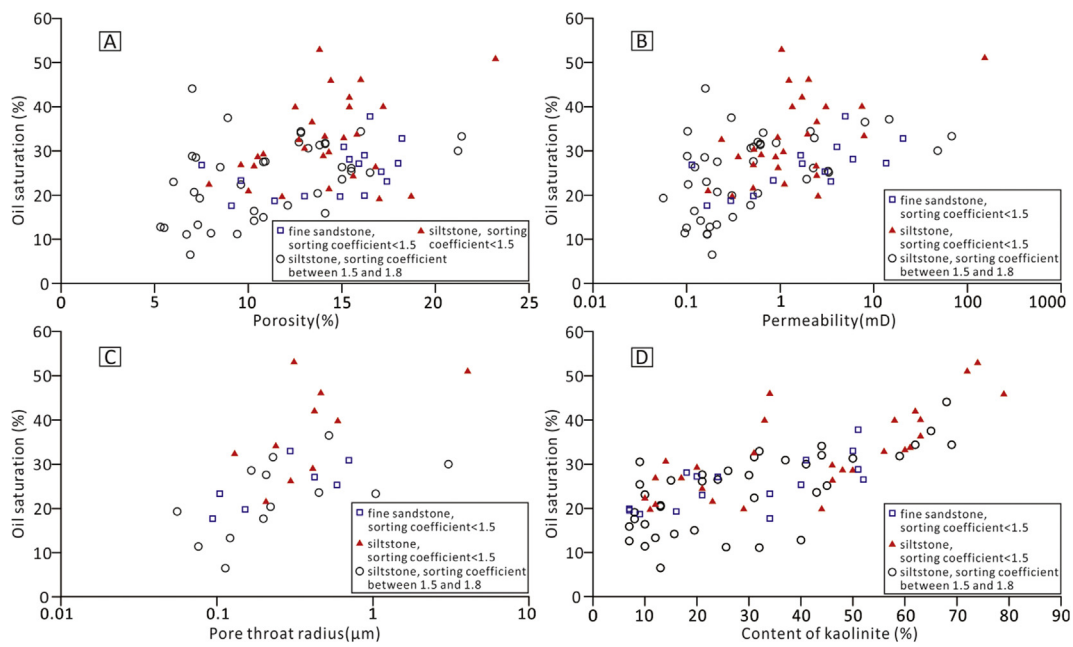 A
60
50
40
30
20
10
0
Oil saturation (%)
0 5 10 15 20 25
Porosity(%)
fine sandstone,
sorting coefficient<1.5
siltstone, sorting
coefficient<1.5
siltstone, sorting coefficient
between 1.5 and 1.8
B
60
50
40
30
20
10
0
Oil saturation (%)
0.01 0.1 1 10 100 1000
Permeability(mD)
fine sandstone,
sorting coefficient<1.5
siltstone,
sorting coefficient<1.5
siltstone, sorting coefficient
between 1.5 and 1.8
C
60
50
40
30
20
10
0
Oil saturation (%)
0.01 0.1 1 10
Pore throat radius(μm)
fine sandstone,
sorting coefficient<1.5
siltstone,
sorting coefficient<1.5
siltstone, sorting coefficient
between 1.5 and 1.8
D
60
50
40
30
20
10
0
Oil saturation (%)
0 10 20 30 40 50 60 70 80 90
Content of kaolinite (%)
fine sandstone,
sorting coefficient<1.5
siltstone,
sorting coefficient<1.5
siltstone, sorting coefficient
between 1.5 and 1.8